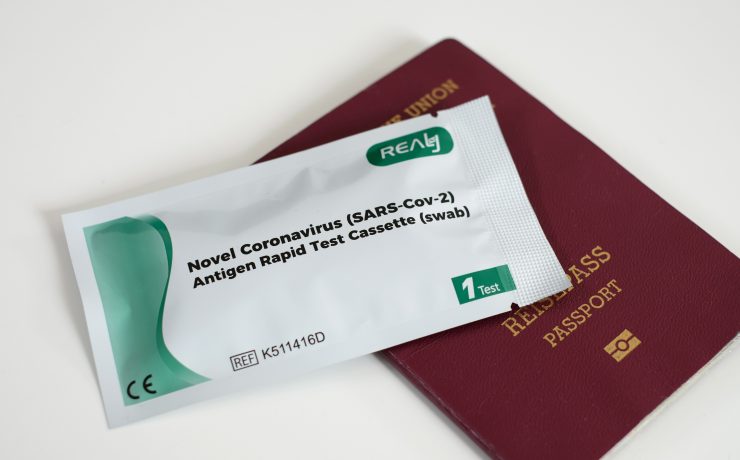 UNION
REALY
Novel Coronavirus (SARS-Cov-2)
Antigen Rapid Test Cassette (swab)
1 Test
REF K511416D
CE
REISEPASS
PASSPORT